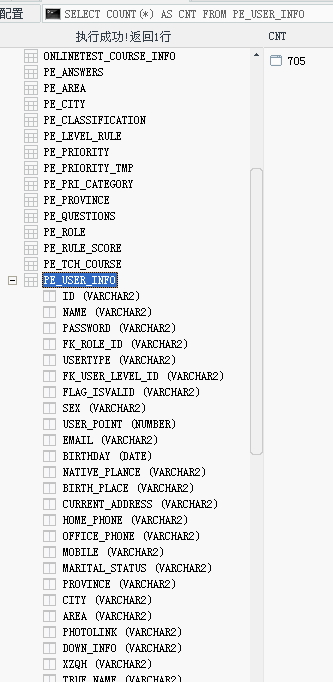 配置 SELECT COUNT(*) AS CNT FROM PE_USER_INFO
执行成功!返回1行 CNT
705
ONLINETEST_COURSE_INFO
PE_ANSWERS
PE_AREA
PE_CITY
PE_CLASSIFICATION
PE_LEVEL_RULE
PE_PRIORITY
PE_PRIORITY_TMP
PE_PRI_CATEGORY
PE_PROVINCE
PE_QUESTIONS
PE_ROLE
PE_RULE_SCORE
PE_TCH_COURSE
PE_USER_INFO
ID (VARCHAR2)
NAME (VARCHAR2)
PASSWORD (VARCHAR2)
FK_ROLE_ID (VARCHAR2)
USERTYPE (VARCHAR2)
FK_USER_LEVEL_ID (VARCHAR2)
FLAG_ISVALID (VARCHAR2)
SEX (VARCHAR2)
USER_POINT (NUMBER)
EMAIL (VARCHAR2)
BIRTHDAY (DATE)
NATIVE_PLANCE (VARCHAR2)
BIRTH_PLACE (VARCHAR2)
CURRENT_ADDRESS (VARCHAR2)
HOME_PHONE (VARCHAR2)
OFFICE_PHONE (VARCHAR2)
MOBILE (VARCHAR2)
MARITAL_STATUS (VARCHAR2)
PROVINCE (VARCHAR2)
CITY (VARCHAR2)
AREA (VARCHAR2)
PHOTOLINK (VARCHAR2)
DOWN_INFO (VARCHAR2)
XZQH (VARCHAR2)
TRUE_NAME (VARCHAR2)